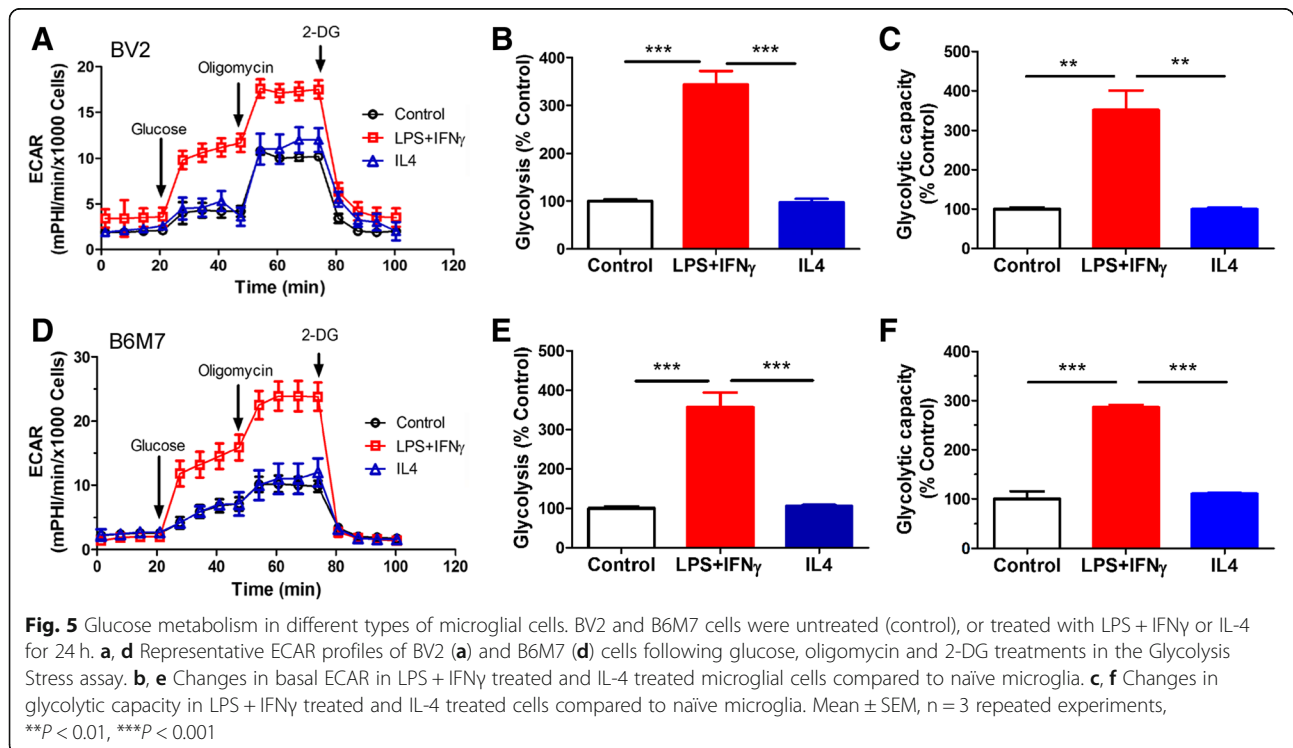 A
BV2
2-DG
Oligomycin
Glucose
Control
LPS+IFNγ
IL4
ECAR
(mPHI/min/x1000 Cells)
20
15
10
5
0
0 20 40 60 80 100 120
Time (min)
B
***
***
Glycolysis (% Control)
400
300
200
100
0
Control LPS+IFNγ IL4
C
**
**
Glycolytic capacity
(% Control)
500
400
300
200
100
0
Control LPS+IFNγ IL4
D
B6M7
2-DG
Oligomycin
Glucose
Control
LPS+IFNγ
IL4
ECAR
(mPHI/min/x1000 Cells)
30
20
10
0
0 20 40 60 80 100 120
Time (min)
E
***
***
Glycolysis (% Control)
500
400
300
200
100
0
Control LPS+IFNγ IL4
F
***
***
Glycolytic capacity
(% Control)
400
300
200
100
0
Control LPS+IFNγ IL4
Fig. 5 Glucose metabolism in different types of microglial cells. BV2 and B6M7 cells were untreated (control), or treated with LPS + IFNγ or IL-4
for 24 h. a, d Representative ECAR profiles of BV2 (a) and B6M7 (d) cells following glucose, oligomycin and 2-DG treatments in the Glycolysis
Stress assay. b, e Changes in basal ECAR in LPS + IFNγ treated and IL-4 treated microglial cells compared to naïve microglia. c, f Changes in
glycolytic capacity in LPS + IFNγ treated and IL-4 treated cells compared to naïve microglia. Mean ± SEM, n = 3 repeated experiments,
**P < 0.01, ***P < 0.001